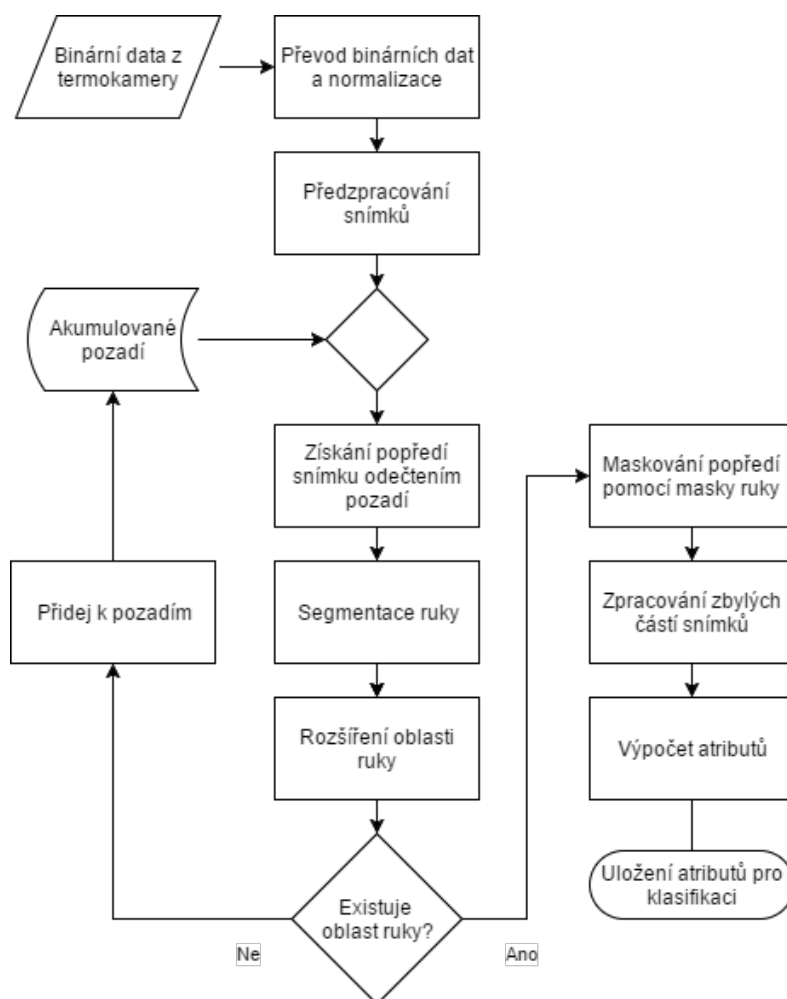 Binární data z
termokamery
Převod binárních dat
a normalizace
Předzpracování
snímků
Akumulované
pozadí
Získání popředí
snímku odečtením
pozadí
Maskování popředí
pomocí masky ruky
Přidej k pozadím
Segmentace ruky
Zpracování zbylých
částí snímků
Rozšíření oblasti
ruky
Výpočet atributů
Existuje
oblast ruky?
Uložení atributů pro
klasifikaci
Ne
Ano